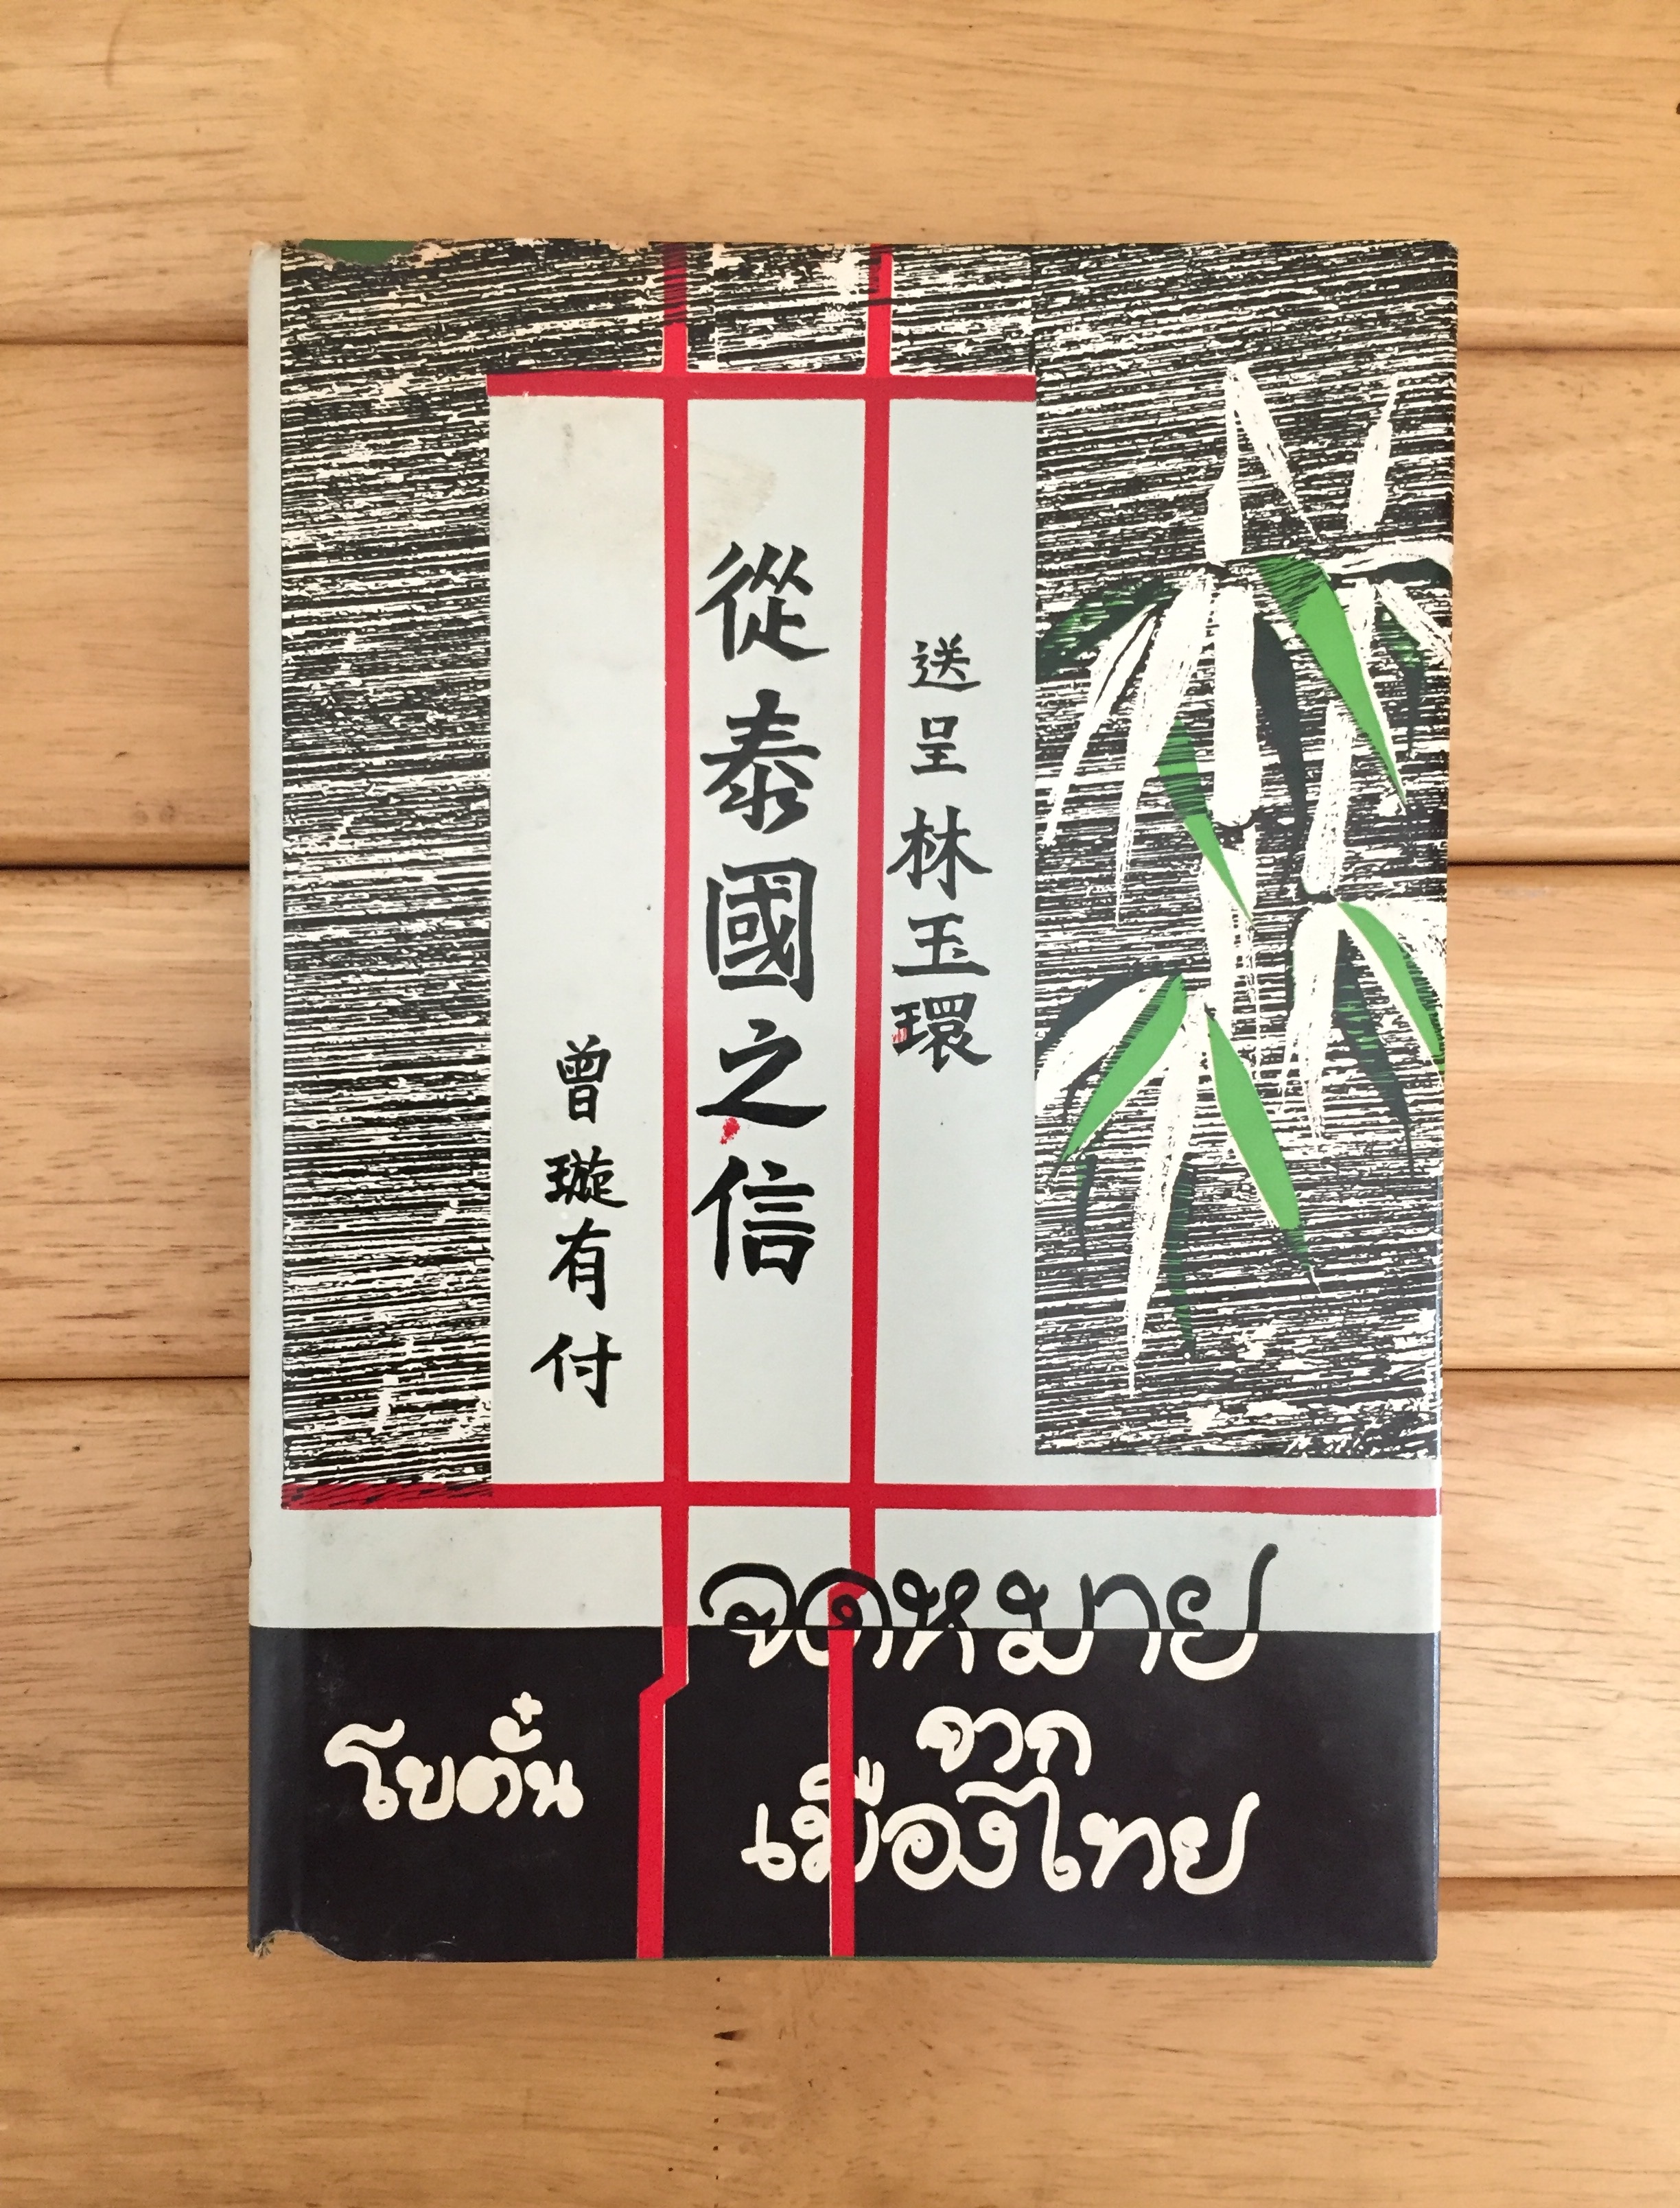 送呈林玉環
從泰國之信
曾璇有付
จดหมาย
จาก
เมืองไทย
โบตั๋น